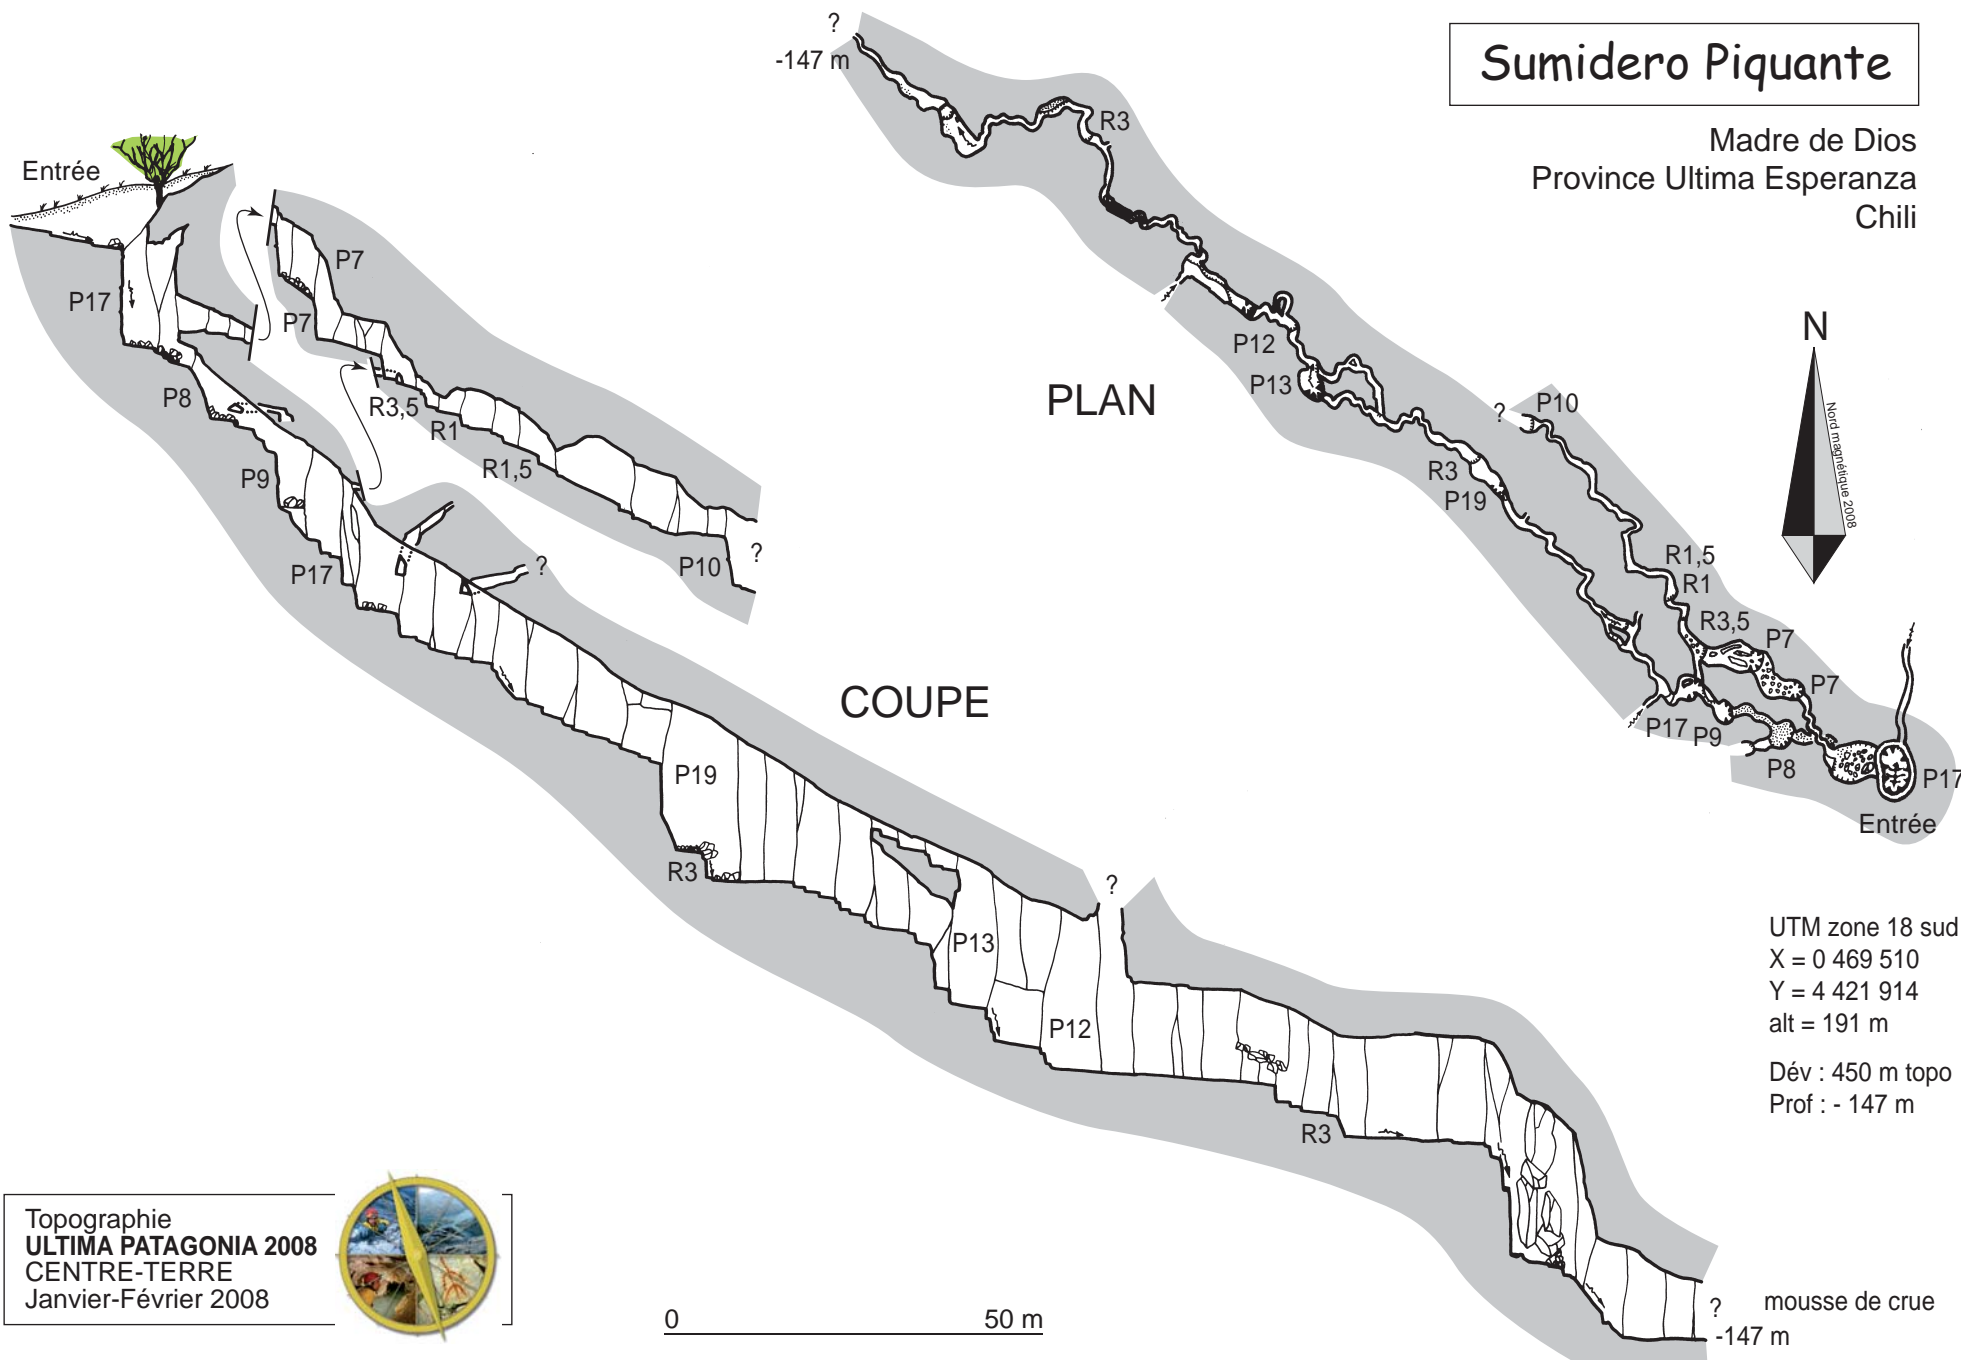 Sumidero Piquante
Madre de Dios
Province Ultima Esperanza
Chili
?
-147 m
R3
P12
P13
R3
P19
?
P10
R1,5
R1
R3,5
P7
P7
P17
P9
P8
P17
Entrée
PLAN
N
Nord magnétique 2008
Entrée
P17
P8
P9
P17
P7
P7
R3,5
R1
R1,5
P10
?
?
COUPE
P19
R3
P13
?
P12
R3
?
mousse de crue
-147 m
UTM zone 18 sud
X = 0 469 510
Y = 4 421 914
alt = 191 m
Dév : 450 m topo
Prof : - 147 m
Topographie
ULTIMA PATAGONIA 2008
CENTRE-TERRE
Janvier-Février 2008
0 50 m